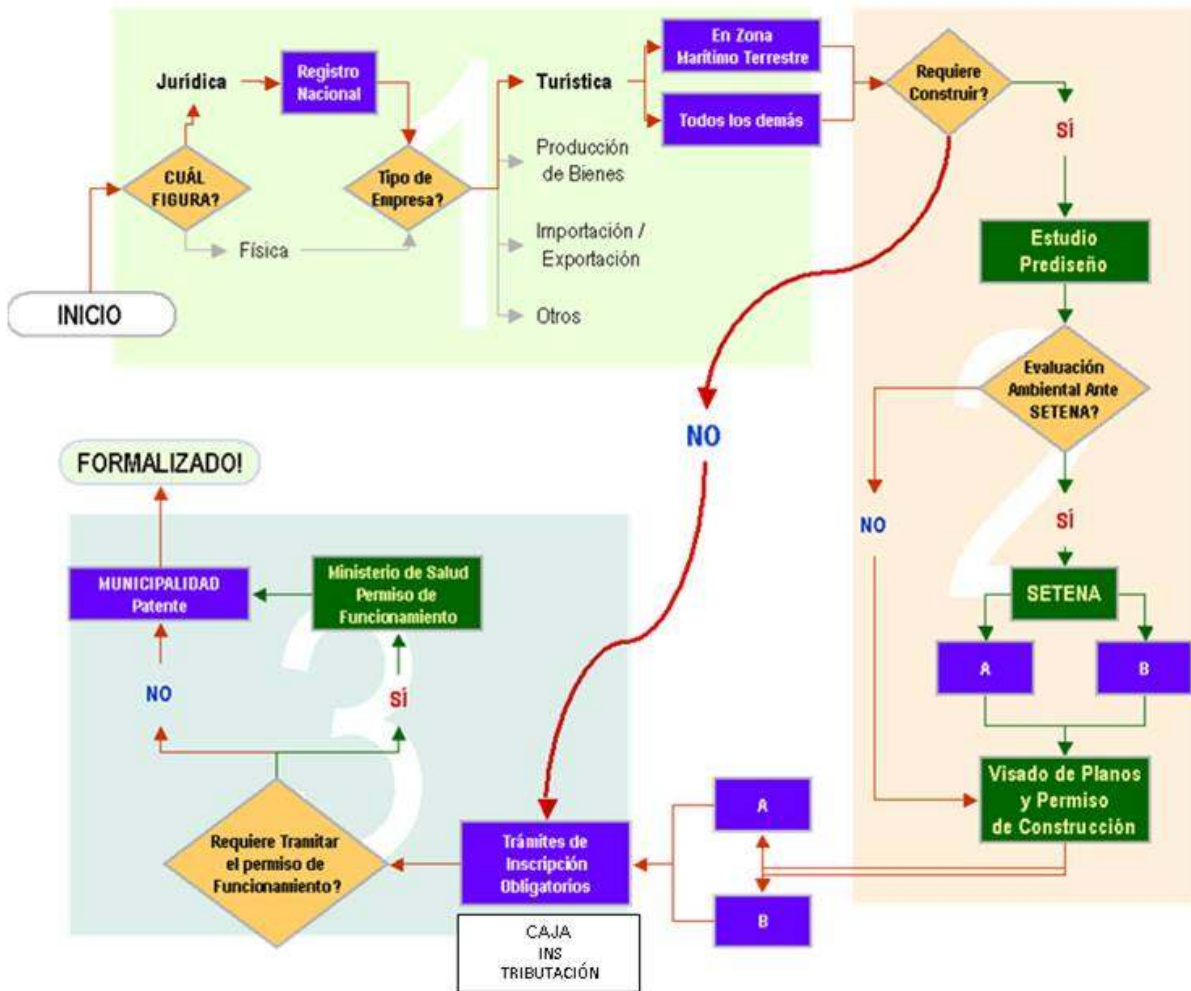 1
Jurídica
Registro
Nacional
CUÁL
FIGURA?
Física
INICIO
Tipo de
Empresa?
Turística
Producción
de Bienes
Importación /
Exportación
Otros
En Zona
Marítimo Terrestre
Todos los demás
Requiere
Construir?
NO
2
SÍ
Estudio
Prediseño
Evaluación
Ambiental Ante
SETENA?
NO
SÍ
SETENA
A
B
Visado de Planos
y Permiso
de Construcción
A
B
3
Trámites de
Inscripción
Obligatorios
CAJA
INS
TRIBUTACIÓN
Requiere Tramitar
el permiso de
Funcionamiento?
NO
SÍ
Ministerio de Salud
Permiso de
Funcionamiento
MUNICIPALIDAD
Patente
FORMALIZADO!